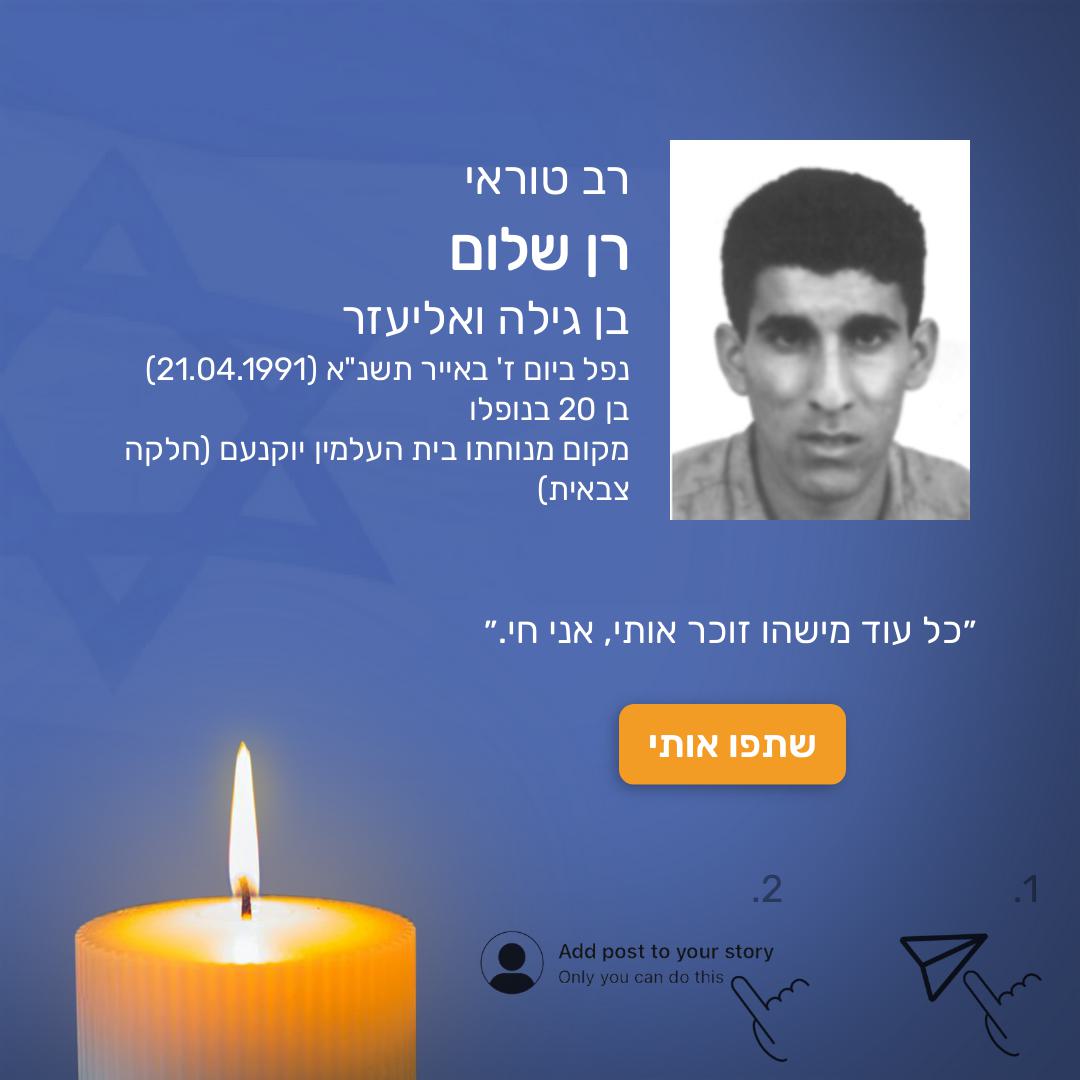 רב טוראי
רן שלום
בן גילה ואליעזר
נפל ביום ז' באייר תשנ"א (21.04.1991)
בן 20 בנופלו
מקום מנוחתו בית העלמין יוקנעם (חלקה
צבאית)
״כל עוד מישהו זוכר אותי, אני חי.״
שתפו אותי
.1
.2
Add post to your story
Only you can do this